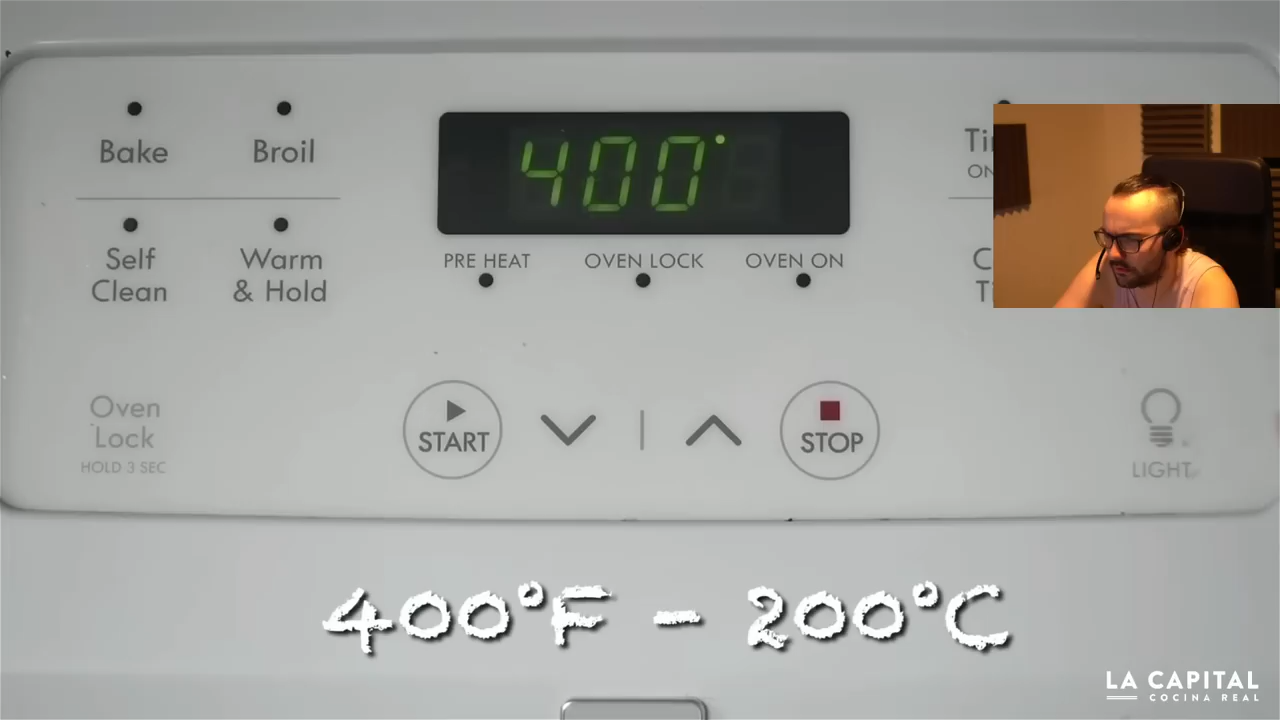 Bake
Broil
400°
Self
Clean
Warm
& Hold
PRE HEAT
OVEN LOCK
OVEN ON
Oven
Lock
HOLD 3 SEC
START
STOP
LIGHT
400°F - 200°C
LA CAPITAL
COCINA REAL